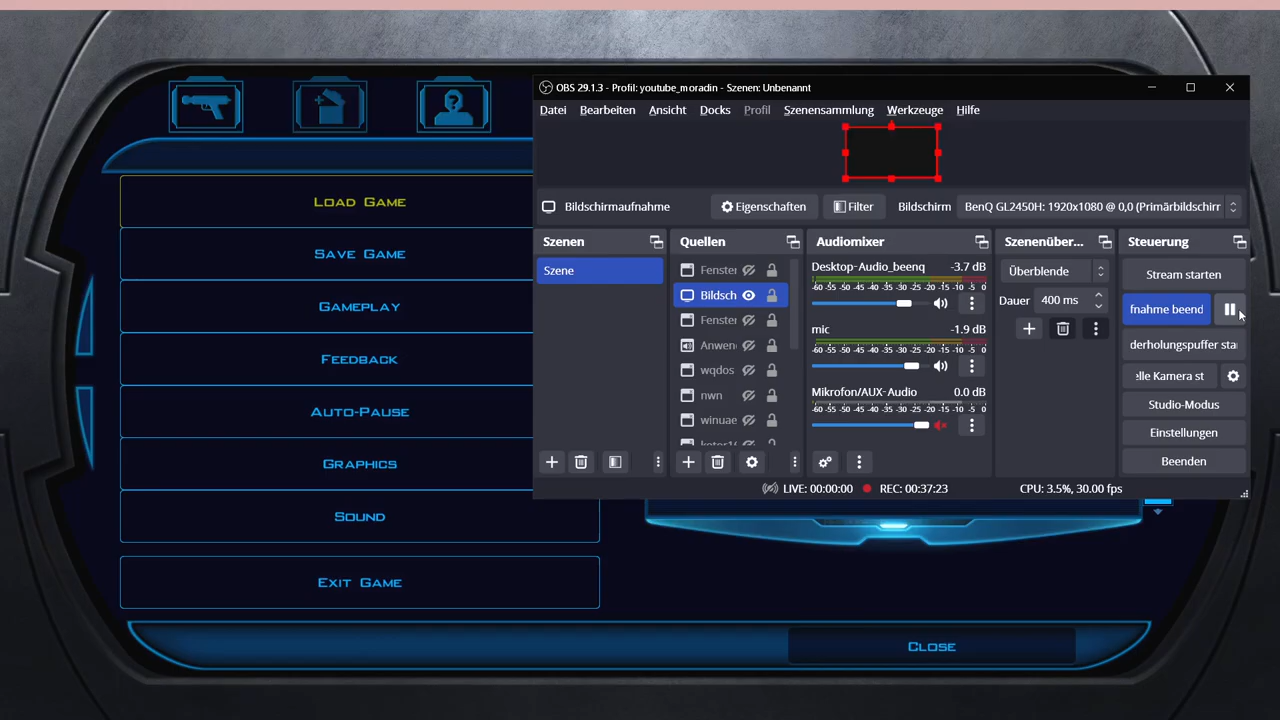 OBS 29.1.3 - Profil: youtube_moradin - Szenen: Unbenannt
Datei Bearbeiten Ansicht Docks Profil Szenensammlung Werkzeuge Hilfe
Bildschirmaufnahme Eigenschaften Filter Bildschirm BenQ GL2450H: 1920x1080 @ 0,0 (Primärbildschirr
Szenen Quellen Audiomixer Szenenüber... Steuerung
Szene
Fenster
Bildsch
Fenster
Anwen
wqdos
nwn
winuae
Desktop-Audio_beenq -3.7 dB
-60 -55 -50 -45 -40 -35 -30 -25 -20 -15 -10 -5 0
mic -1.9 dB
-60 -55 -50 -45 -40 -35 -30 -25 -20 -15 -10 -5 0
Mikrofon/AUX-Audio 0.0 dB
-60 -55 -50 -45 -40 -35 -30 -25 -20 -15 -10 -5 0
Überblende
Dauer 400 ms
Stream starten
fnahme beend
derholungspuffer sta
elle Kamera st
Studio-Modus
Einstellungen
Beenden
LIVE: 00:00:00 REC: 00:37:23 CPU: 3.5%, 30.00 fps
LOAD GAME
SAVE GAME
GAMEPLAY
FEEDBACK
AUTO-PAUSE
GRAPHICS
SOUND
EXIT GAME
CLOSE